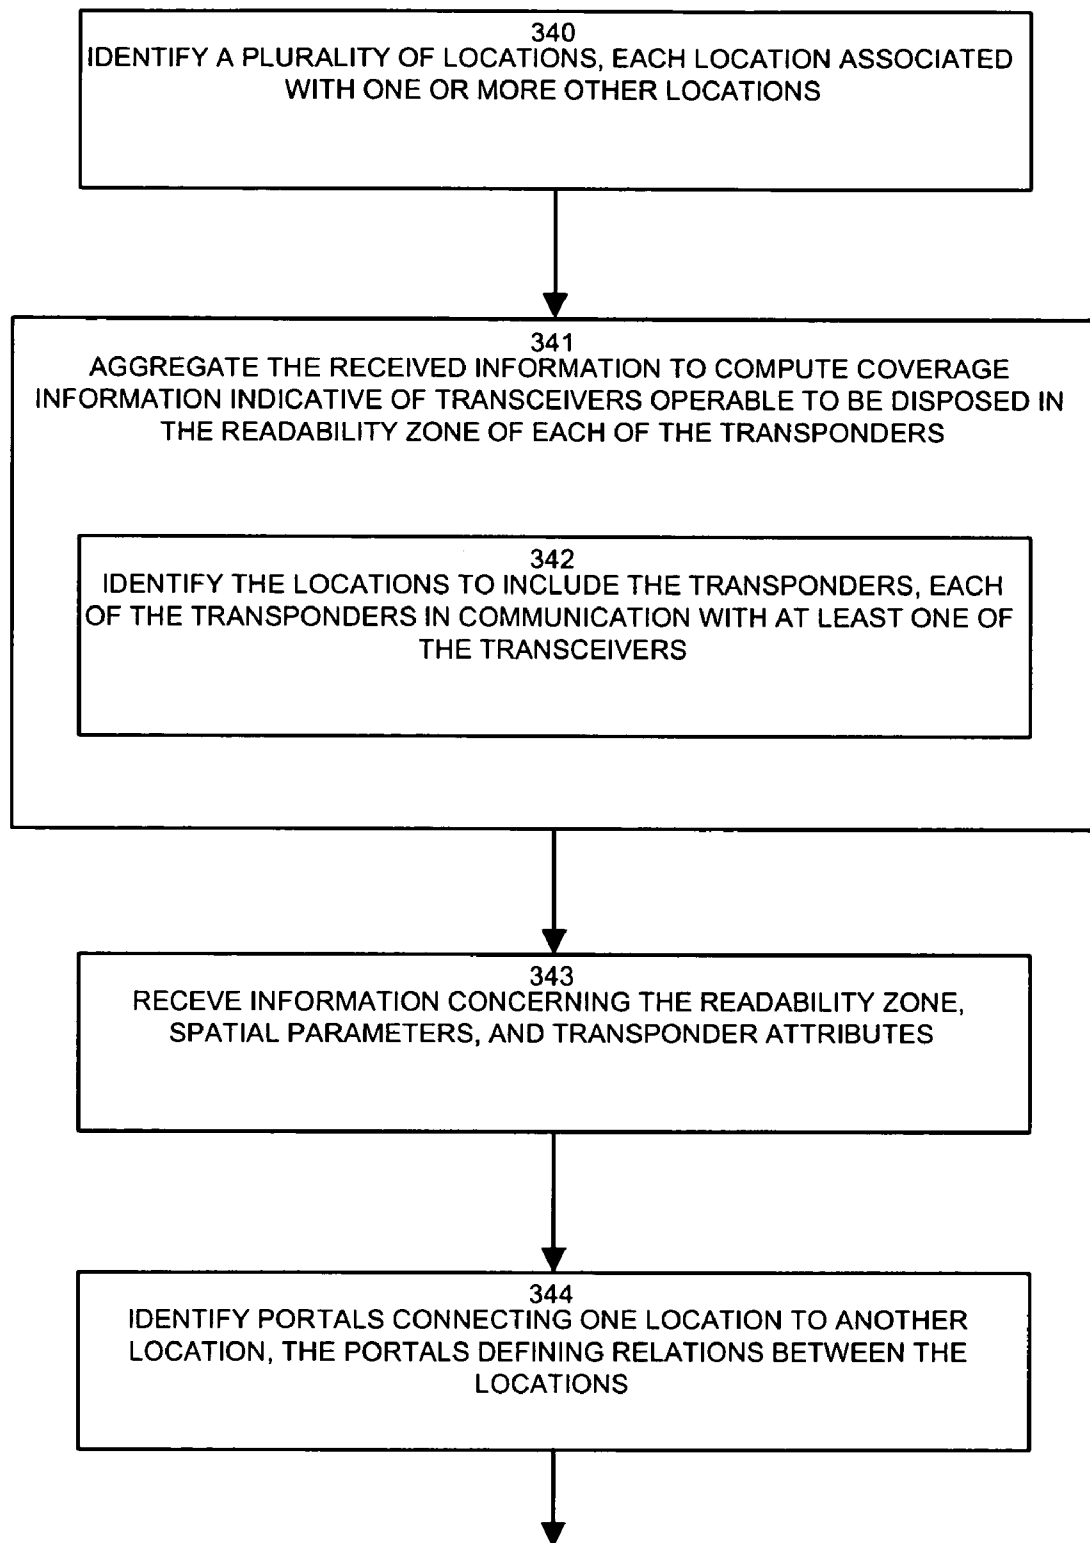 340
IDENTIFY A PLURALITY OF LOCATIONS, EACH LOCATION ASSOCIATED
WITH ONE OR MORE OTHER LOCATIONS
341
AGGREGATE THE RECEIVED INFORMATION TO COMPUTE COVERAGE
INFORMATION INDICATIVE OF TRANSCEIVERS OPERABLE TO BE DISPOSED IN
THE READABILITY ZONE OF EACH OF THE TRANSPONDERS
342
IDENTIFY THE LOCATIONS TO INCLUDE THE TRANSPONDERS, EACH
OF THE TRANSPONDERS IN COMMUNICATION WITH AT LEAST ONE OF
THE TRANSCEIVERS
343
RECEVE INFORMATION CONCERNING THE READABILITY ZONE,
SPATIAL PARAMETERS, AND TRANSPONDER ATTRIBUTES
344
IDENTIFY PORTALS CONNECTING ONE LOCATION TO ANOTHER
LOCATION, THE PORTALS DEFINING RELATIONS BETWEEN THE
LOCATIONS